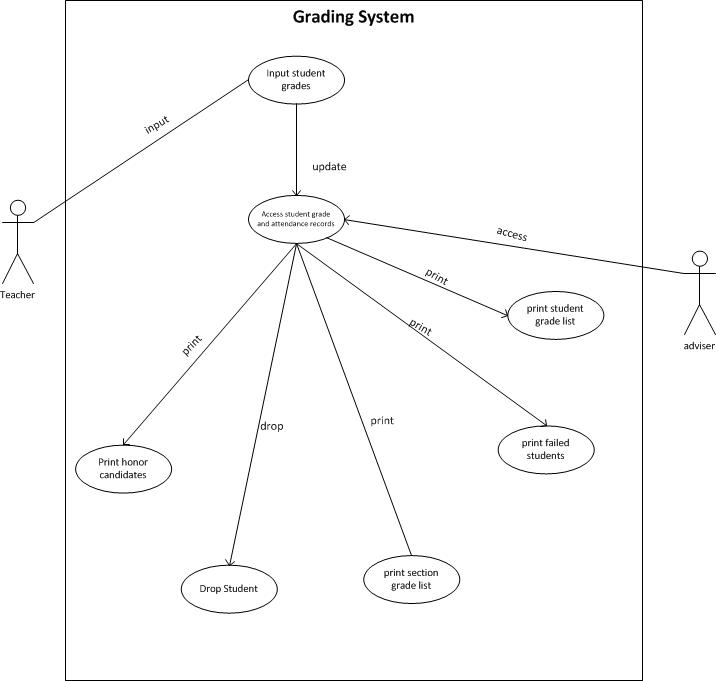 Grading System
Input student
grades
input
update
Access student grade
and attendance records
access
Teacher
print
print student
grade list
adviser
print
print
drop
print
print failed
students
Print honor
candidates
print section
grade list
Drop Student